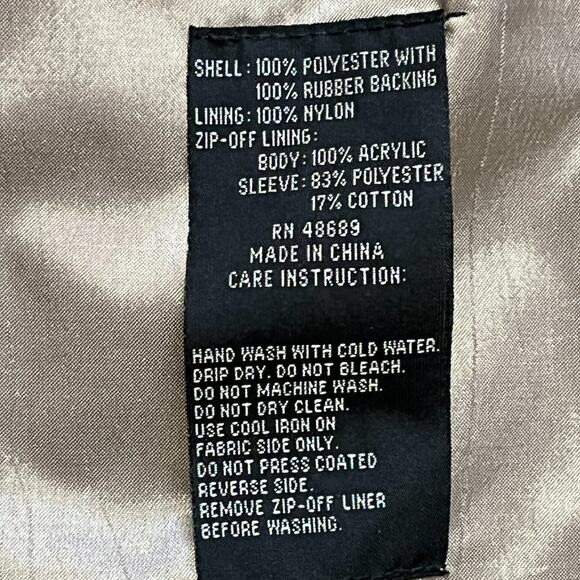 SHELL: 100% POLYESTER WITH
100% RUBBER BACKING
LINING: 100% NYLON
ZIP-OFF LINING:
BODY: 100% ACRYLIC
SLEEVE: 83% POLYESTER
17% COTTON
RN 48689
MADE IN CHINA
CARE INSTRUCTION:
HAND WASH WITH COLD WATER.
DRIP DRY. DO NOT BLEACH.
DO NOT MACHINE WASH.
DO NOT DRY CLEAN.
USE COOL IRON ON
FABRIC SIDE ONLY.
DO NOT PRESS COATED
REVERSE SIDE.
REMOVE ZIP-OFF LINER
BEFORE WASHING.